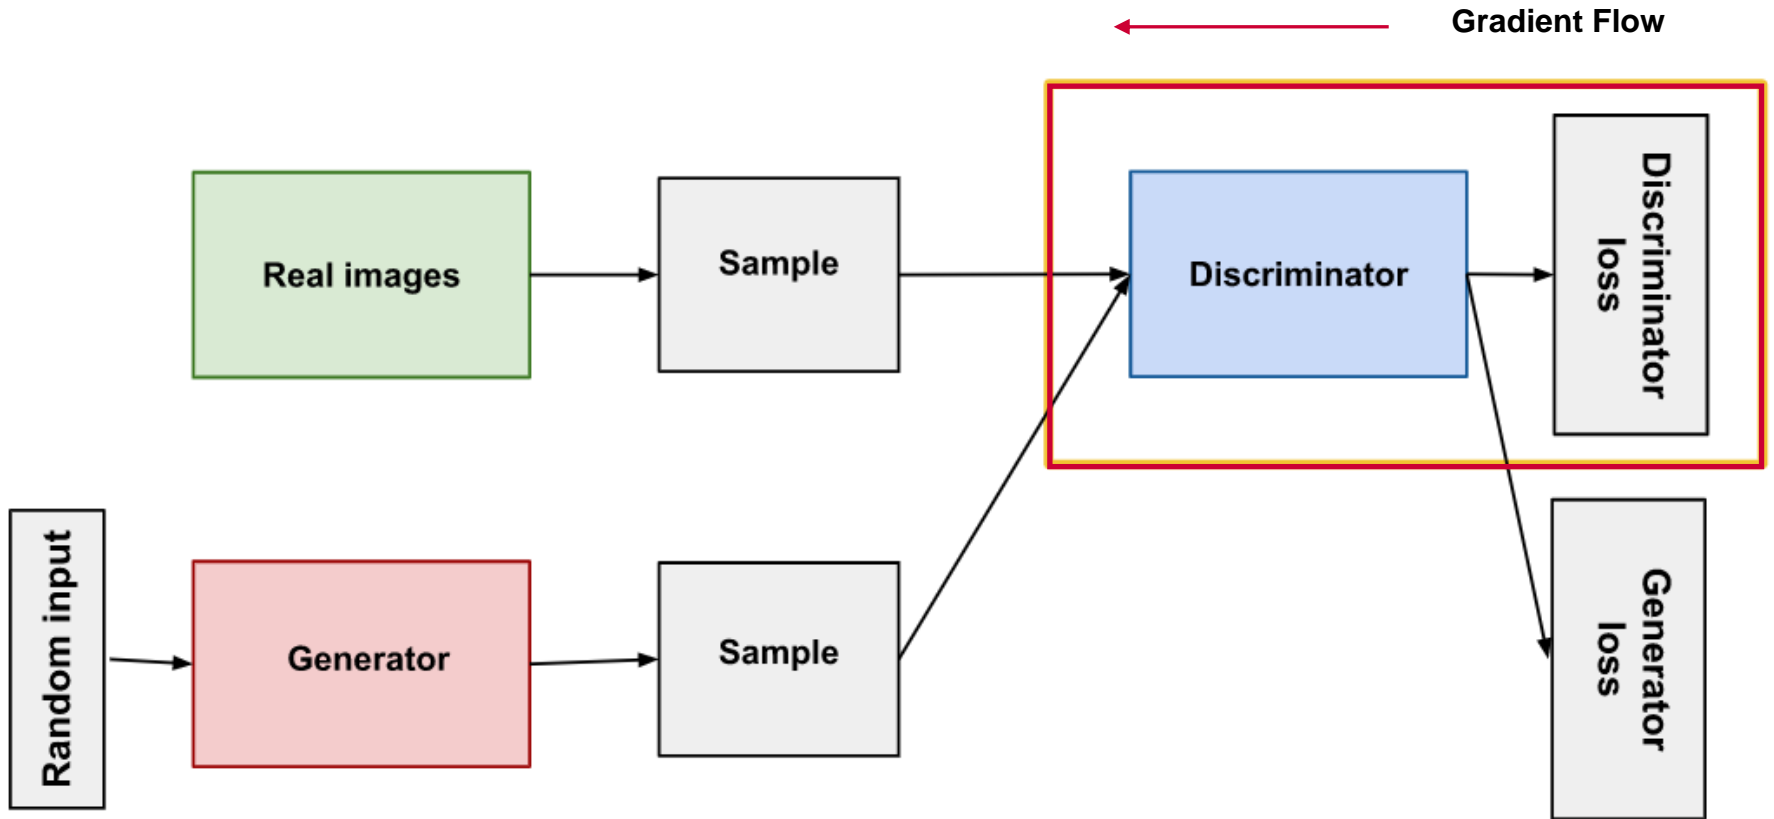 Gradient Flow
Real images
Sample
Discriminator
Discriminator
loss
Random input
Generator
Sample
Generator
loss